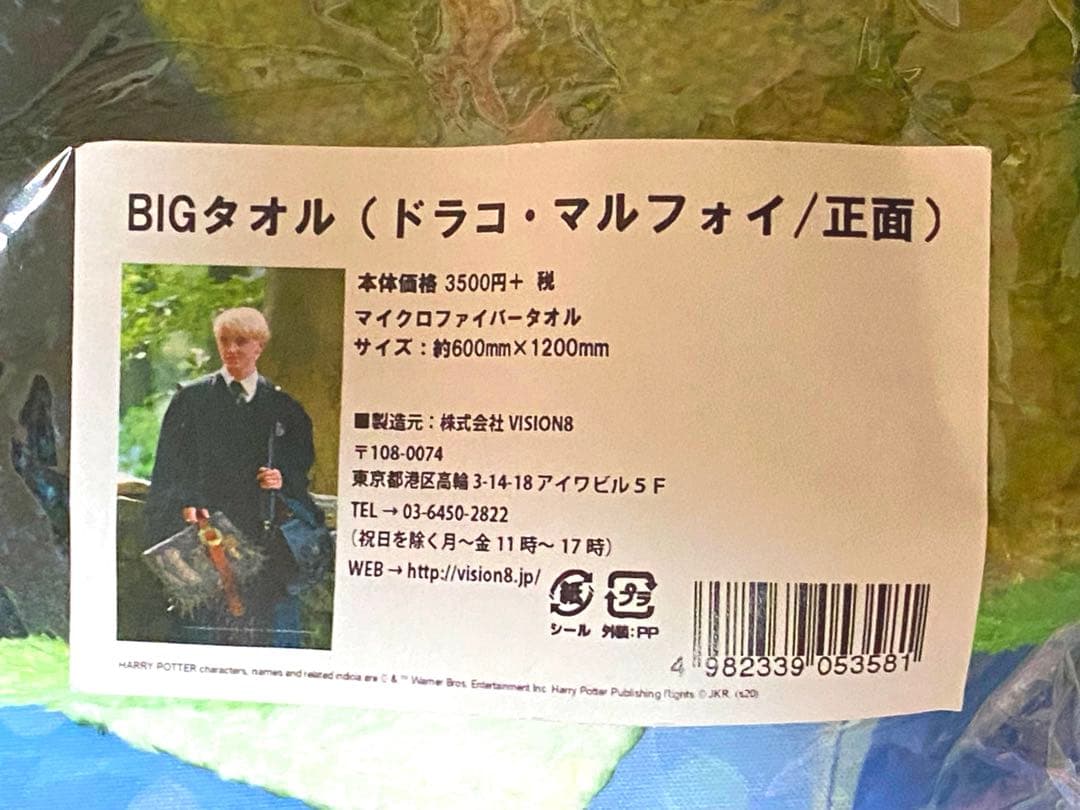 BIGタオル（ドラコ・マルフォイ/正面）
本体価格 3500円＋ 税
マイクロファイバータオル
サイズ：約600mm×1200mm
■製造元：株式会社 VISION8
〒108-0074
東京都港区高輪 3-14-18 アイワビル５Ｆ
TEL → 03-6450-2822
（祝日を除く月～金 11 時～ 17 時）
WEB → http://vision8.jp/
紙 プラ
シール 外装：PP
4 982339 053581
HARRY POTTER characters, names and related indicia are © & ™ Warner Bros. Entertainment Inc. Harry Potter Publishing Rights © JKR. (s20)